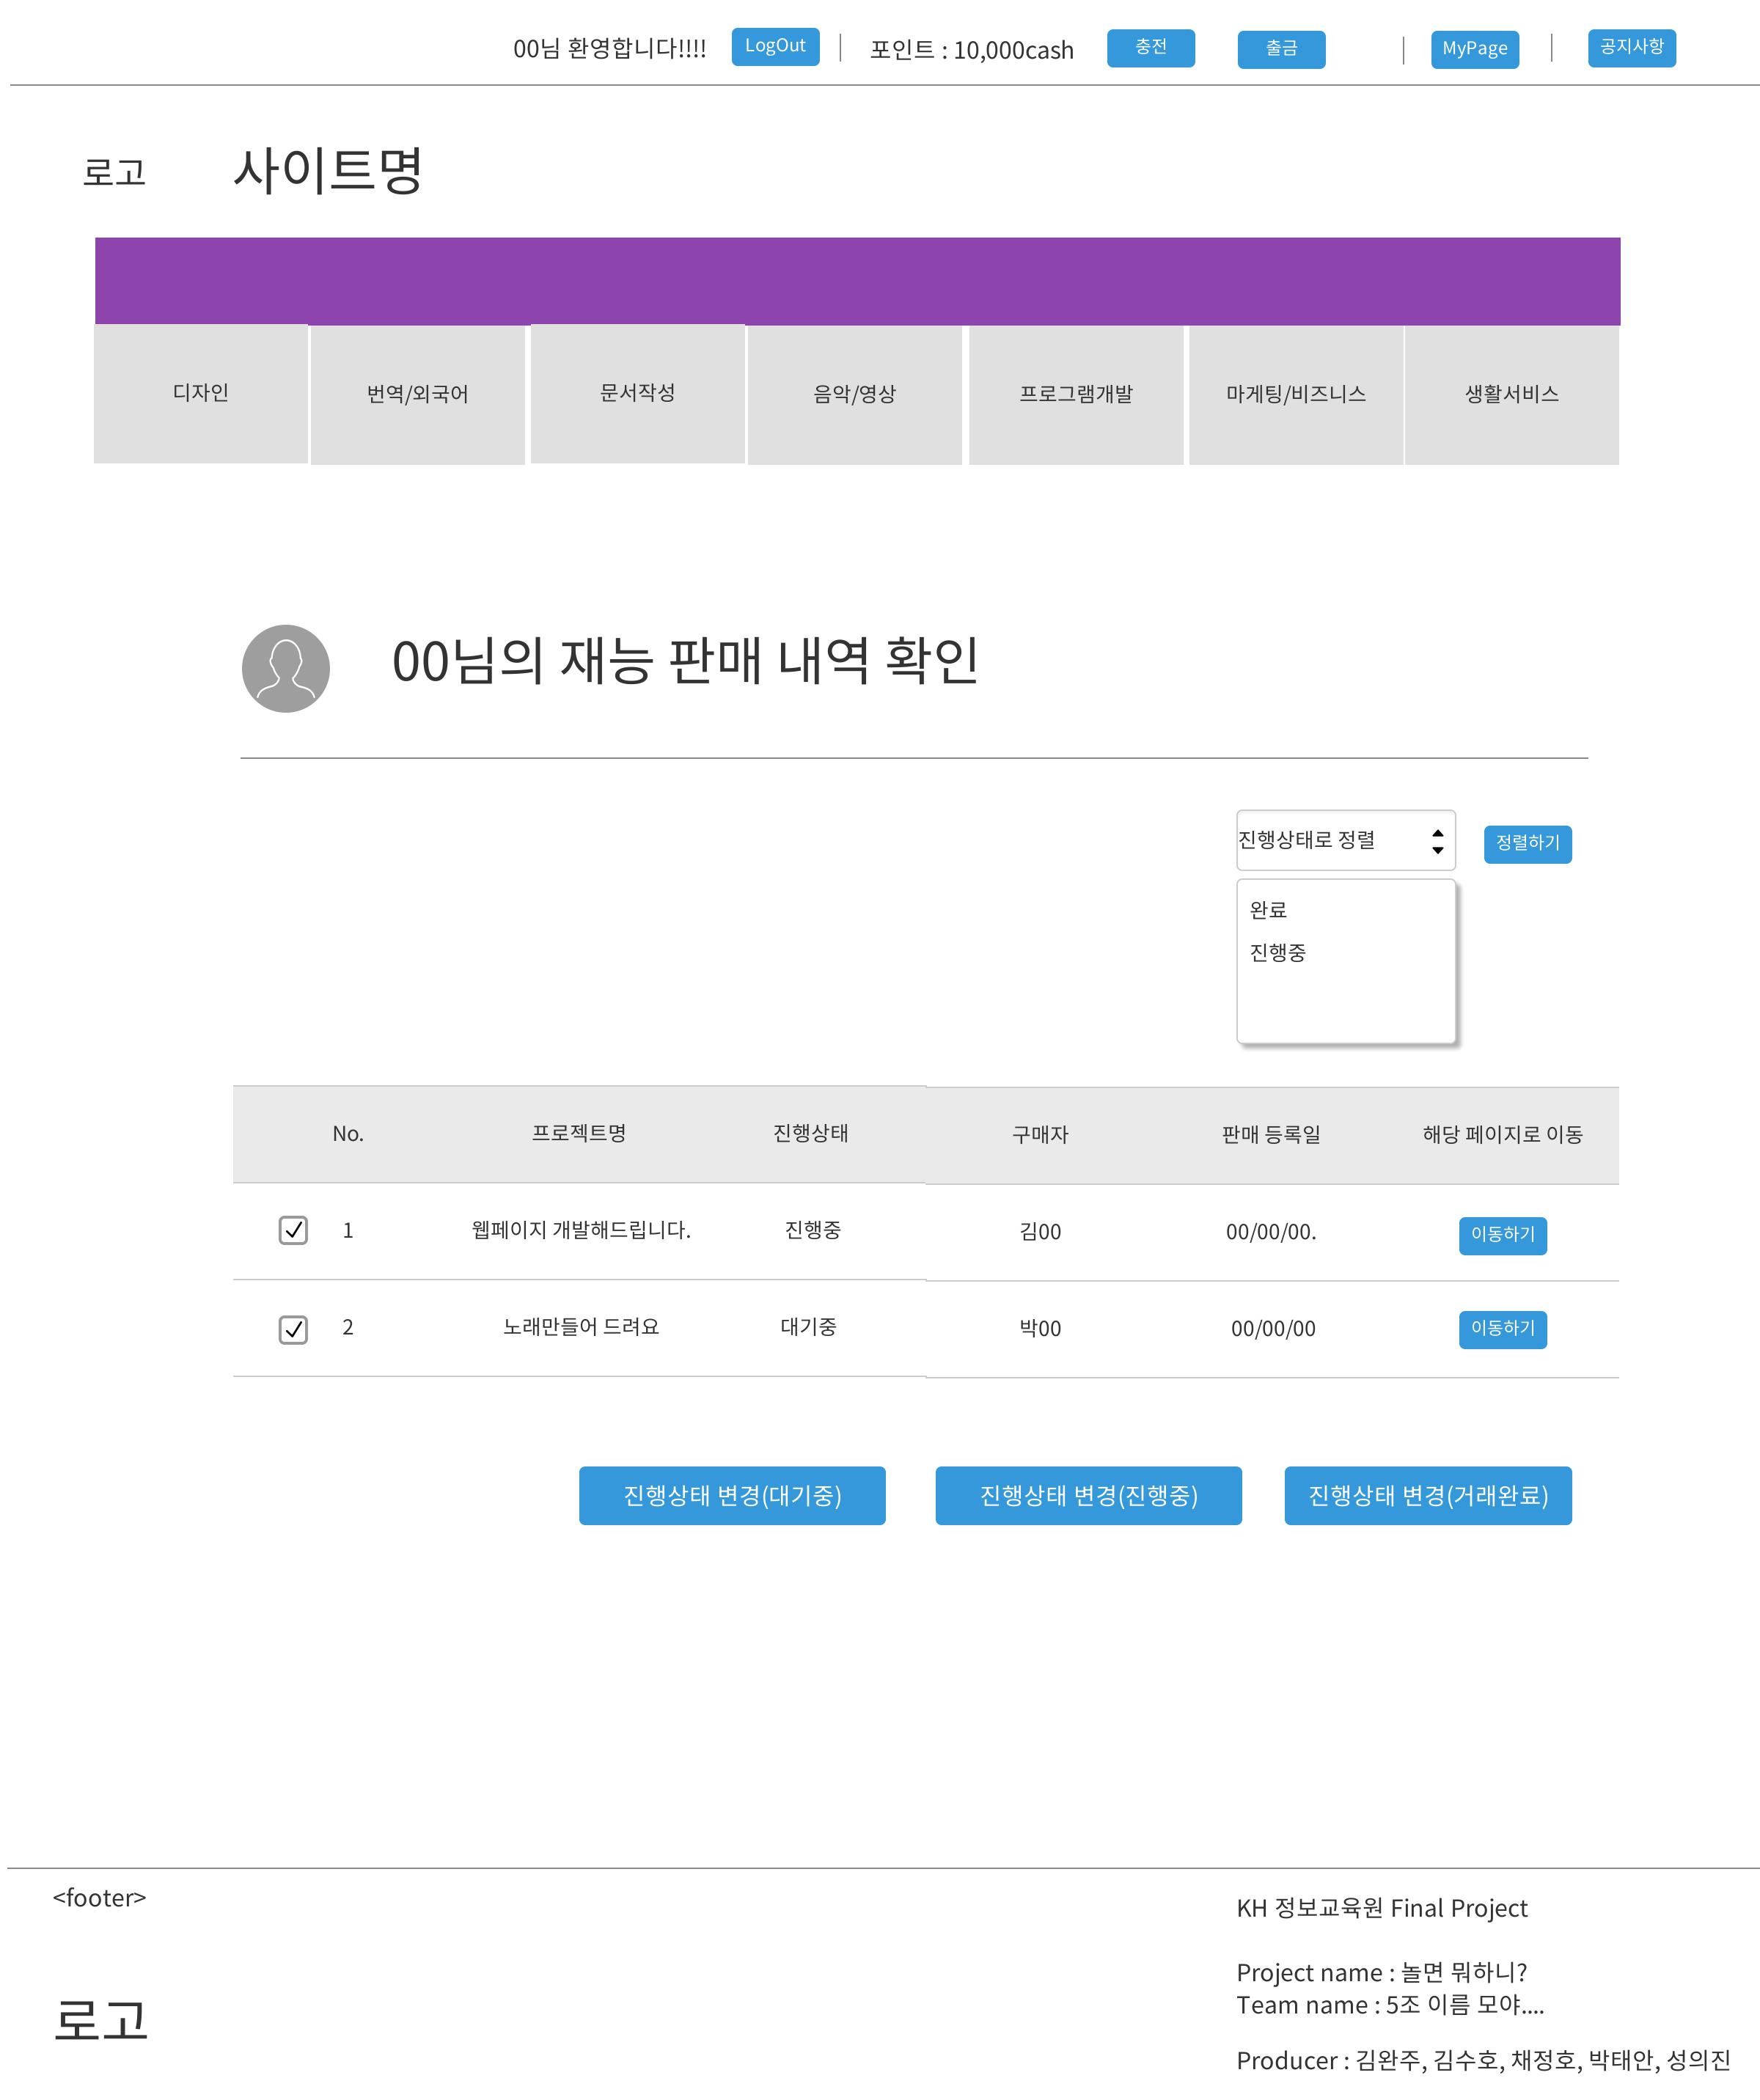 00님 환영합니다!!!! LogOut 포인트 : 10,000cash 충전 출금 MyPage 공지사항
로고 사이트명
디자인 번역/외국어 문서작성 음악/영상 프로그램개발 마게팅/비즈니스 생활서비스
00님의 재능 판매 내역 확인
진행상태로 정렬 정렬하기
완료
진행중
No. 프로젝트명 진행상태 구매자 판매 등록일 해당 페이지로 이동
1 웹페이지 개발해드립니다. 진행중 김00 00/00/00. 이동하기
2 노래만들어 드려요 대기중 박00 00/00/00 이동하기
진행상태 변경(대기중) 진행상태 변경(진행중) 진행상태 변경(거래완료)
<footer>
KH 정보교육원 Final Project
Project name : 놀면 뭐하니?
Team name : 5조 이름 모야....
로고
Producer : 김완주, 김수호, 채정호, 박태안, 성의진